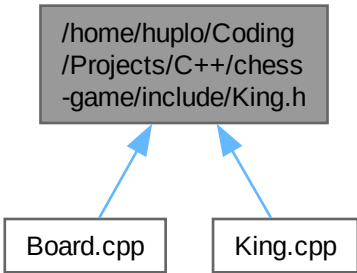 /home/huplo/Coding
/Projects/C++/chess
-game/include/King.h
Board.cpp
King.cpp